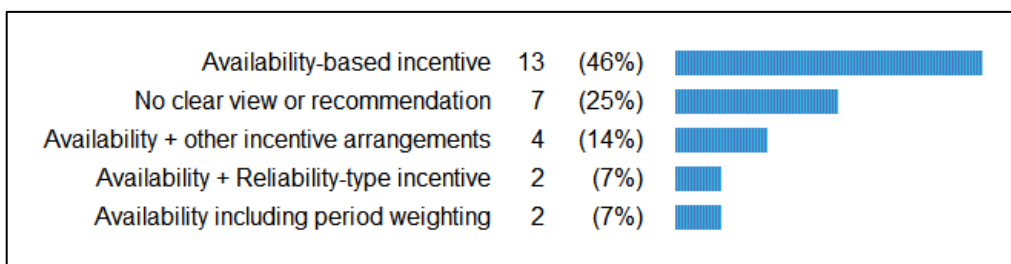 Availability-based incentive 13 (46%)
No clear view or recommendation 7 (25%)
Availability + other incentive arrangements 4 (14%)
Availability + Reliability-type incentive 2 (7%)
Availability including period weighting 2 (7%)